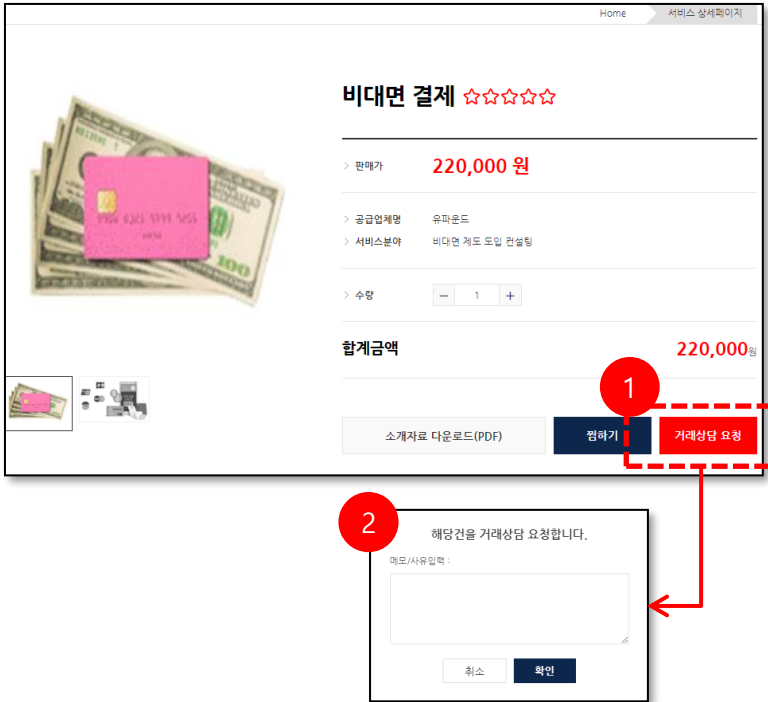 Home 서비스 상세페이지
비대면 결제 ☆☆☆☆☆
> 판매가 220,000 원
> 공급업체명 유파운드
> 서비스분야 비대면 제도 도입 컨설팅
> 수량 − 1 +
합계금액 220,000원
1
소개자료 다운로드(PDF) 찜하기 거래상담 요청
2
해당건을 거래상담 요청합니다.
메모/사유입력 :
취소 확인